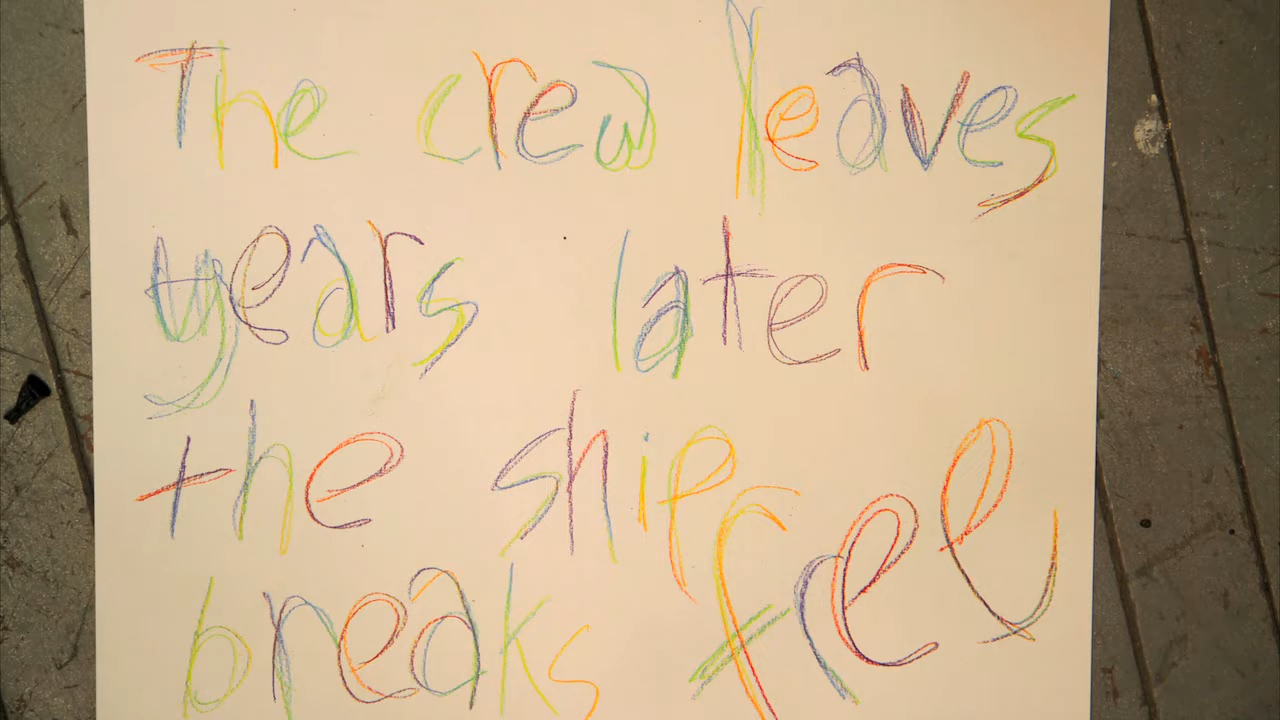 The crew leaves
years later
the ship
breaks free